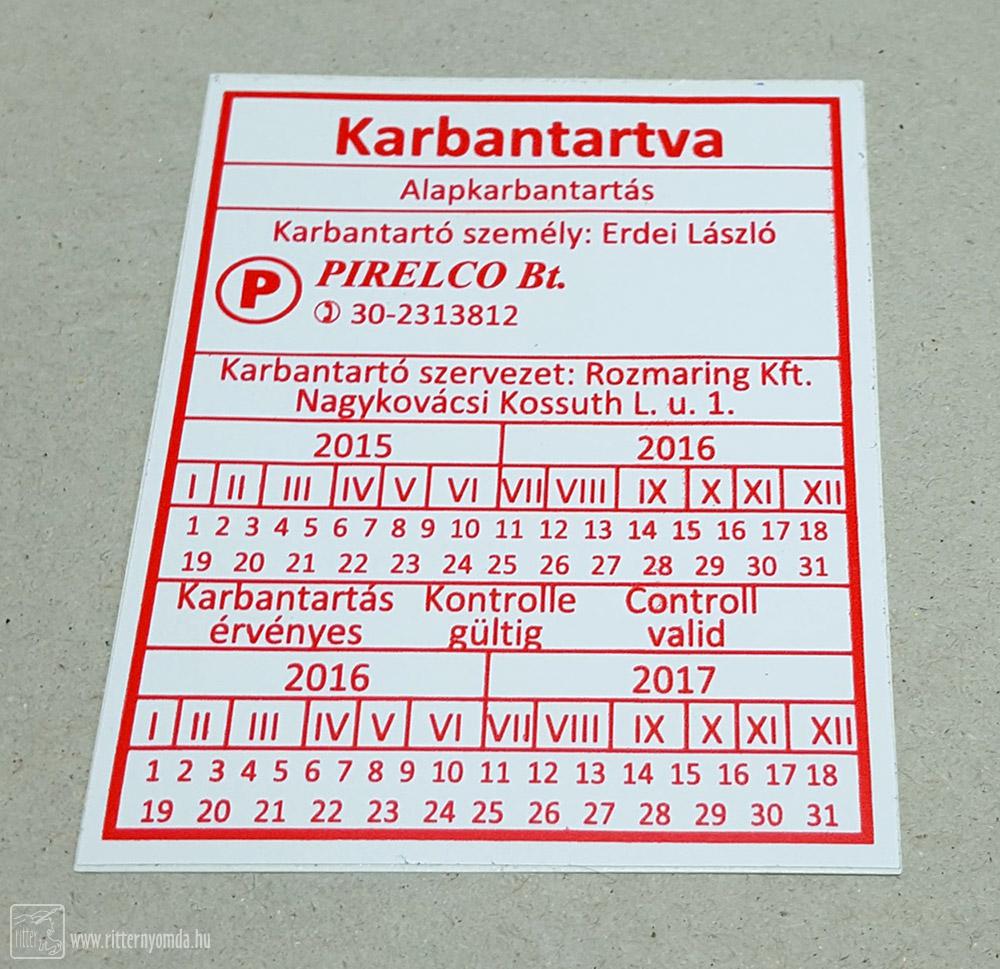 Karbantartva
Alapkarbantartás
Karbantartó személy: Erdei László
P PIRELCO Bt.
✆ 30-2313812
Karbantartó szervezet: Rozmaring Kft.
Nagykovácsi Kossuth L. u. 1.
2015 2016
I II III IV V VI VII VIII IX X XI XII
1 2 3 4 5 6 7 8 9 10 11 12 13 14 15 16 17 18
19 20 21 22 23 24 25 26 27 28 29 30 31
Karbantartás Kontrolle Controll
érvényes gültig valid
2016 2017
I II III IV V VI VII VIII IX X XI XII
1 2 3 4 5 6 7 8 9 10 11 12 13 14 15 16 17 18
19 20 21 22 23 24 25 26 27 28 29 30 31
ritter www.ritternyomda.hu